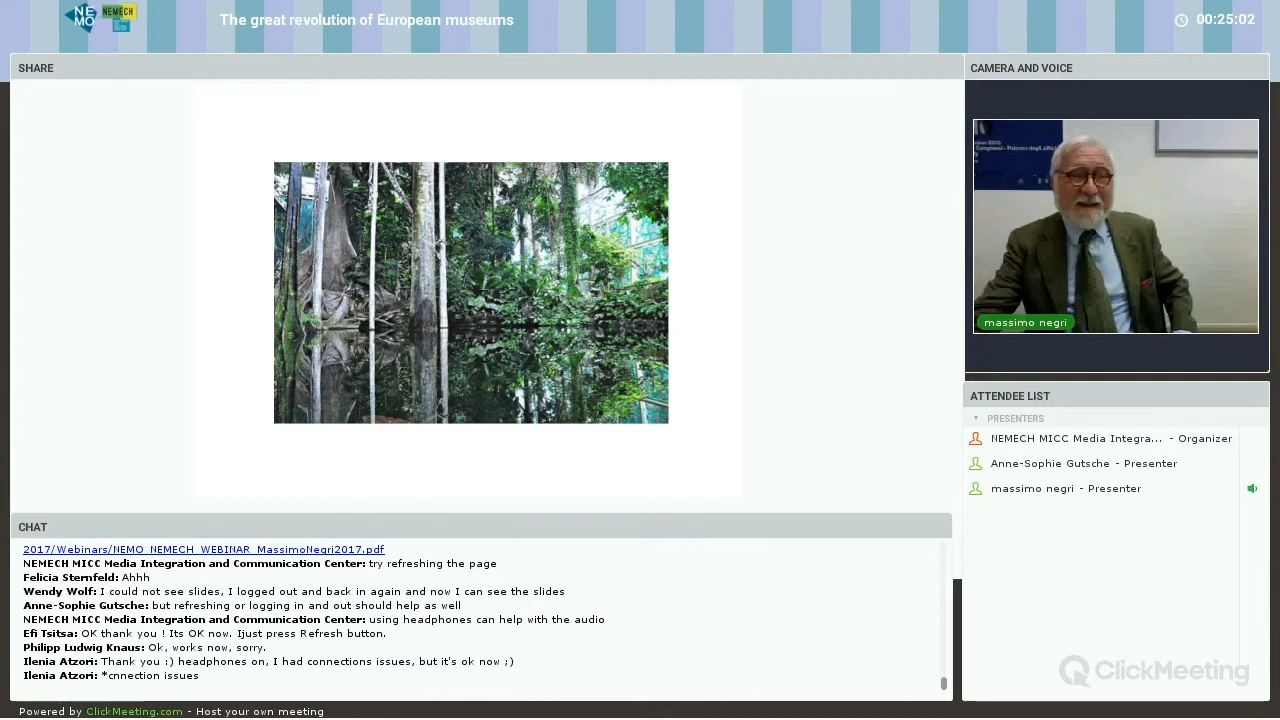 NE
MO
NEMECH
The great revolution of European museums
00:25:02
SHARE
CAMERA AND VOICE
massimo negri
ATTENDEE LIST
PRESENTERS
NEMECH MICC Media Integra... - Organizer
Anne-Sophie Gutsche - Presenter
massimo negri - Presenter
CHAT
2017/Webinars/NEMO_NEMECH_WEBINAR_MassimoNegri2017.pdf
NEMECH MICC Media Integration and Communication Center: try refreshing the page
Felicia Sternfeld: Ahhh
Wendy Wolf: I could not see slides, I logged out and back in again and now I can see the slides
Anne-Sophie Gutsche: but refreshing or logging in and out should help as well
NEMECH MICC Media Integration and Communication Center: using headphones can help with the audio
Efi Tsitsa: OK thank you ! Its OK now. Ijust press Refresh button.
Philipp Ludwig Knaus: Ok, works now, sorry.
Ilenia Atzori: Thank you :) headphones on, I had connections issues, but it's ok now ;)
Ilenia Atzori: *cnnection issues
ClickMeeting
Powered by ClickMeeting.com - Host your own meeting